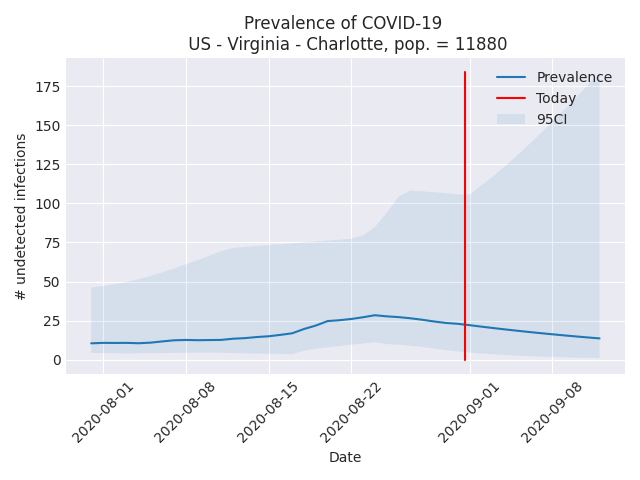 Prevalence of COVID-19
US - Virginia - Charlotte, pop. = 11880
# undetected infections
175
150
125
100
75
50
25
0
Prevalence
Today
95CI
2020-08-01
2020-08-08
2020-08-15
2020-08-22
2020-09-01
2020-09-08
Date